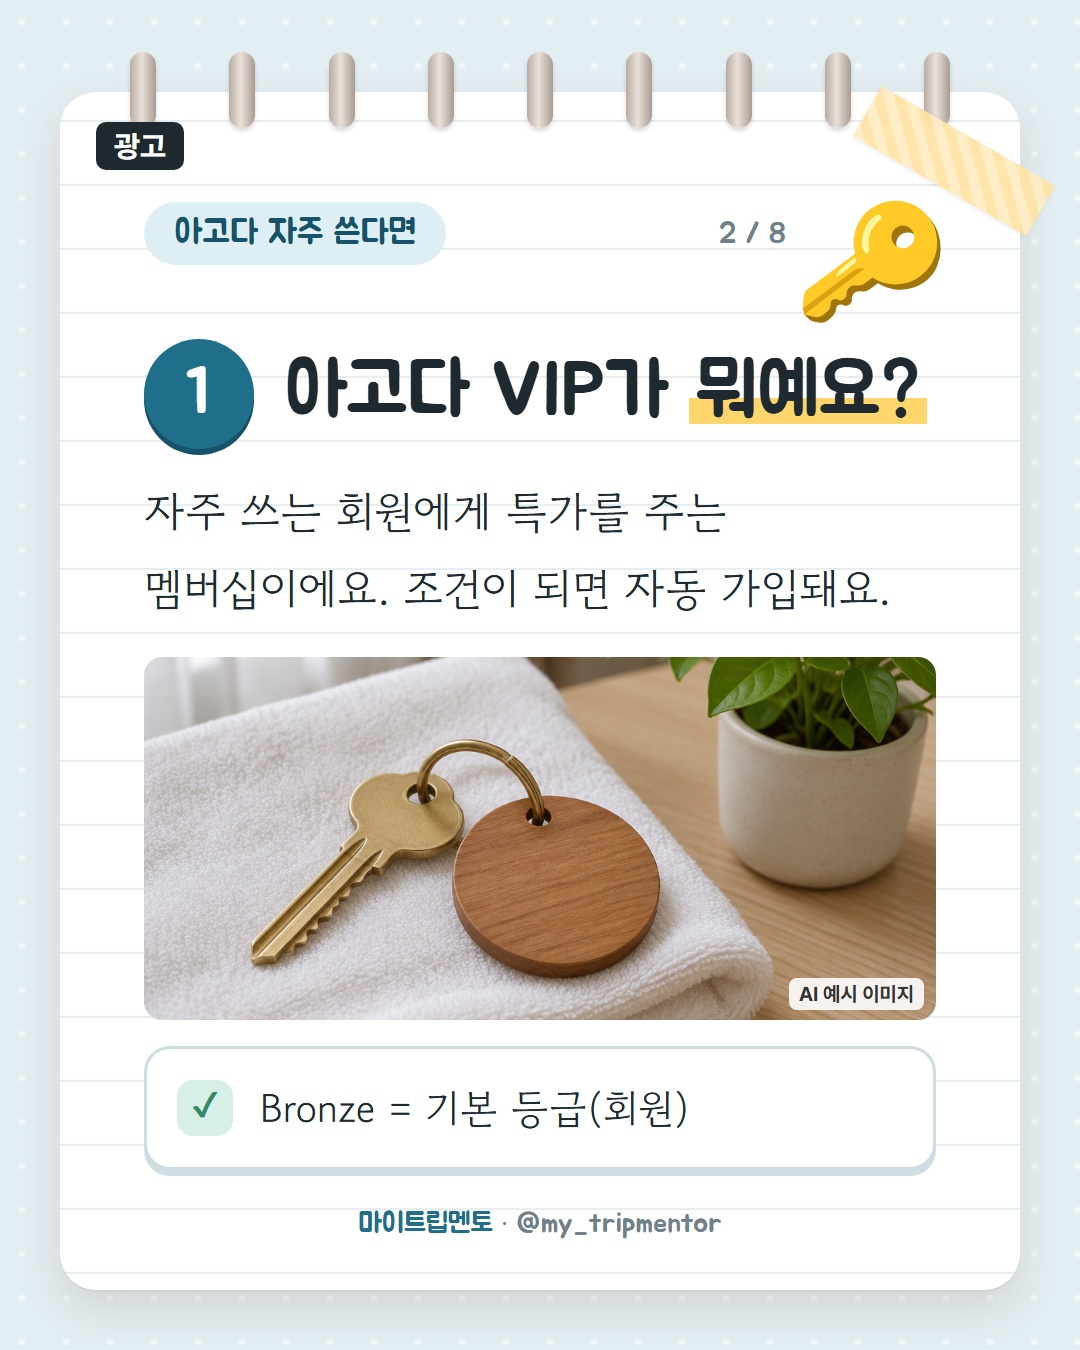 광고
아고다 자주 쓴다면
2 / 8
1 아고다 VIP가 뭐예요?
자주 쓰는 회원에게 특가를 주는
멤버십이에요. 조건이 되면 자동 가입돼요.
AI 예시 이미지
Bronze = 기본 등급(회원)
마이트립멘토 · @my_tripmentor